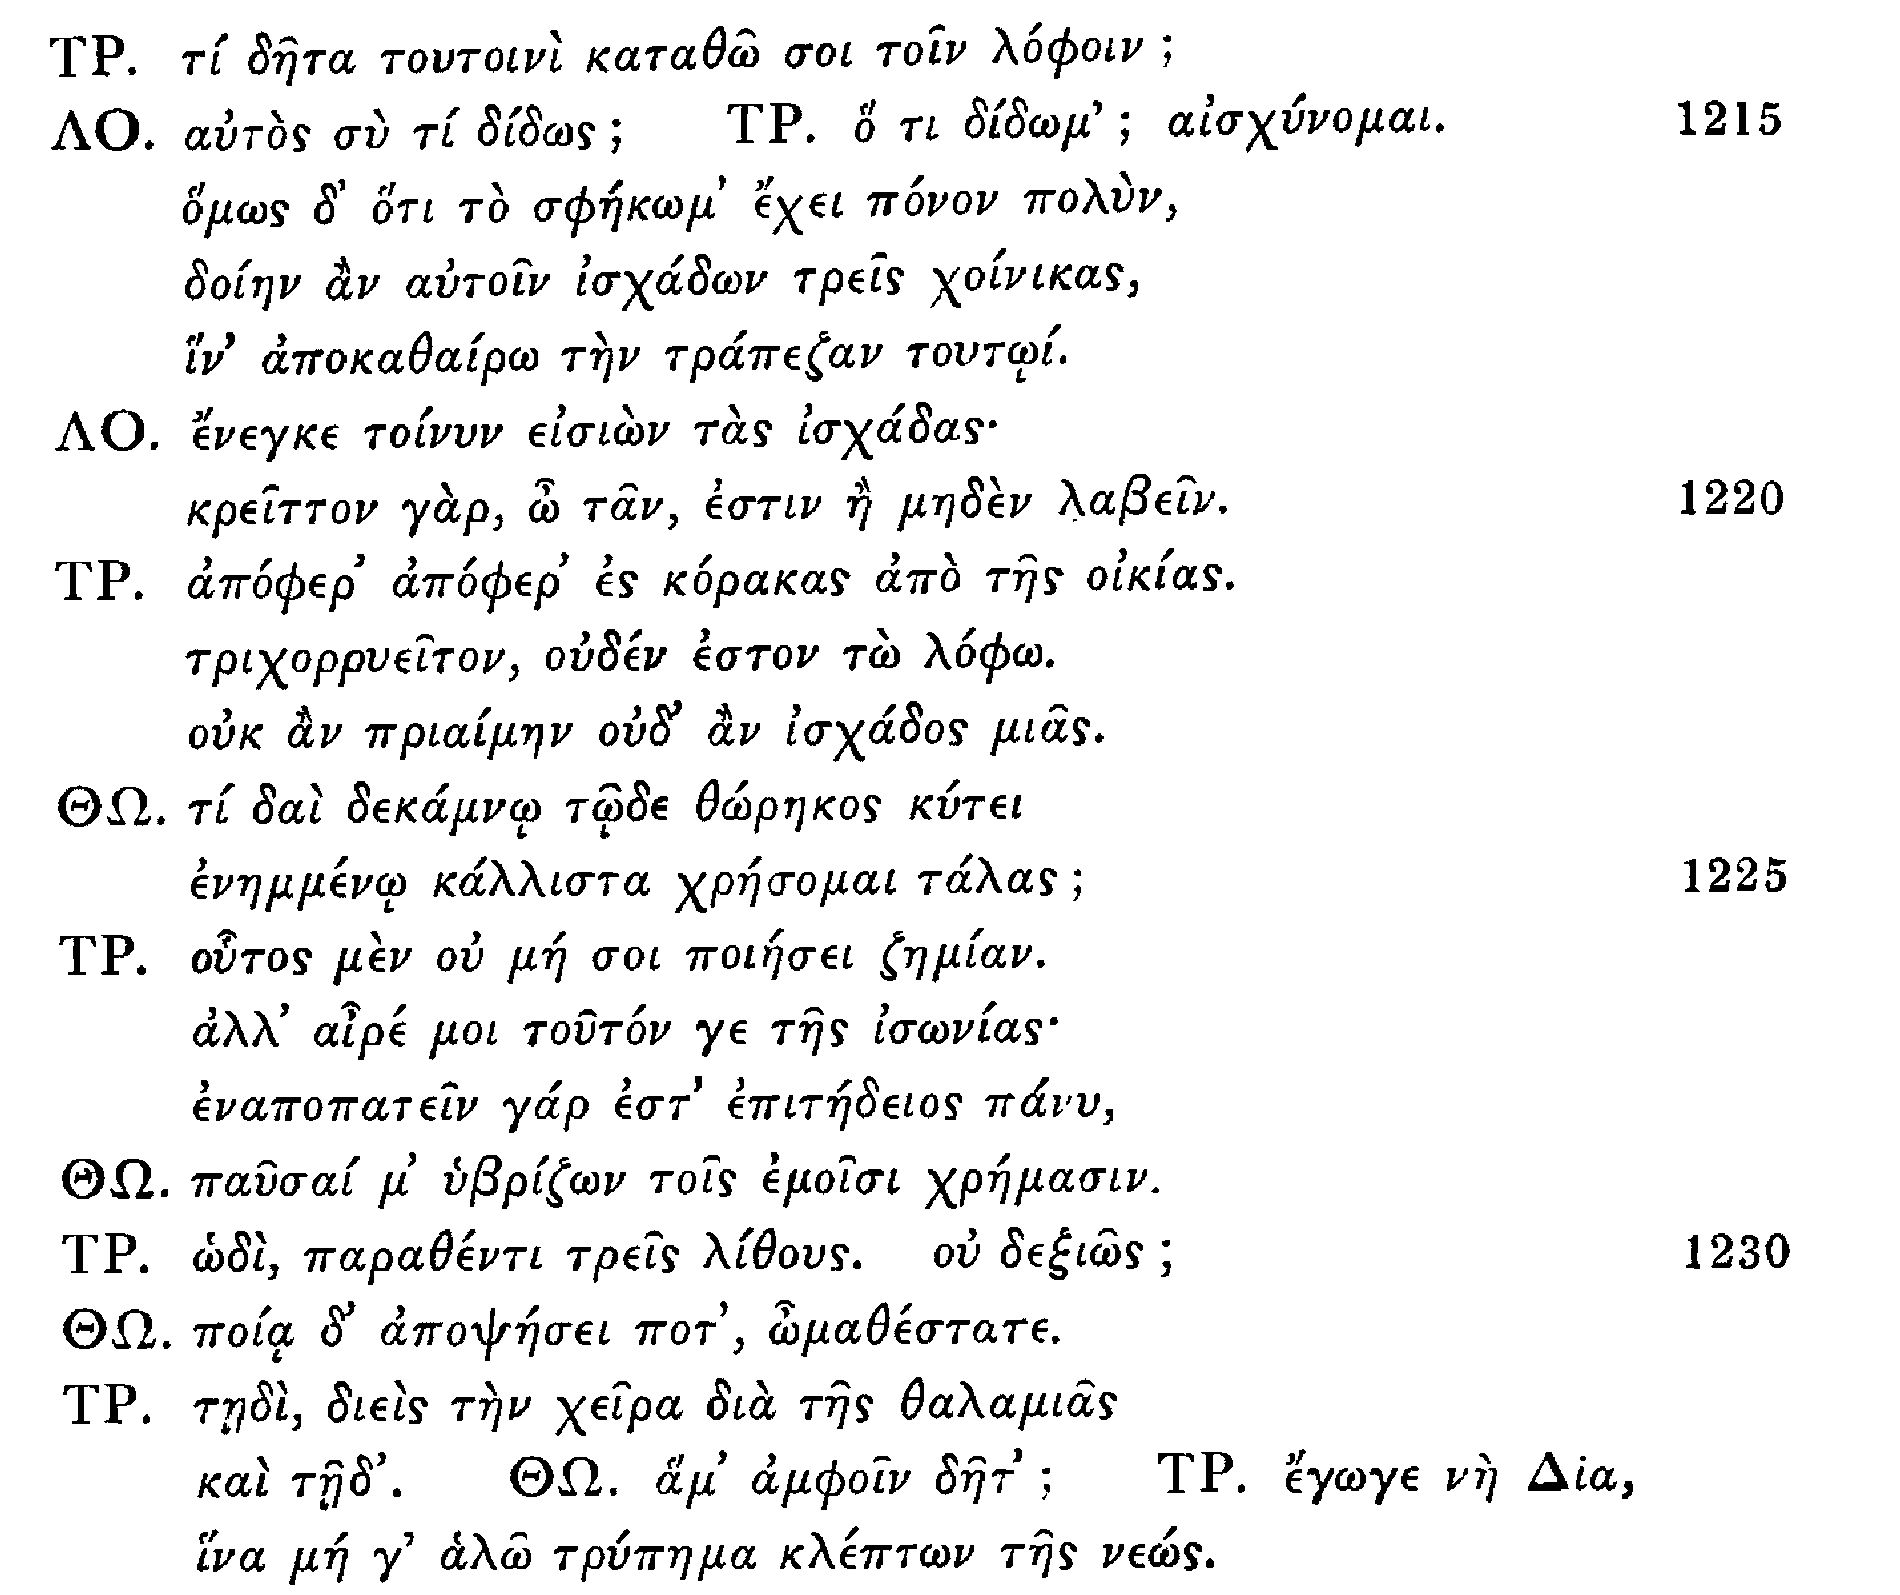 ΤΡ. τί δῆτα τουτοινὶ καταθῶ σοι τοῖν λόφοιν ;
ΛΟ. αὐτὸς σὺ τί δίδως ; ΤΡ. ὅ τι δίδωμ’ ; αἰσχύνομαι. 1215
ὅμως δ’ ὅτι τὸ σφήκωμ’ ἔχει πόνον πολὺν,
δοίην ἂν αὐτοῖν ἰσχάδων τρεῖς χοίνικας,
ἵν’ ἀποκαθαίρω τὴν τράπεζαν τουτῳί.
ΛΟ. ἔνεγκε τοίνυν εἰσιὼν τὰς ἰσχάδας·
κρεῖττον γὰρ, ὦ τᾶν, ἐστιν ἢ μηδὲν λαβεῖν. 1220
ΤΡ. ἀπόφερ’ ἀπόφερ’ ἐς κόρακας ἀπὸ τῆς οἰκίας.
τριχορρυεῖτον, οὐδέν ἐστον τὼ λόφω.
οὐκ ἂν πριαίμην οὐδ’ ἂν ἰσχάδος μιᾶς.
ΘΩ. τί δαὶ δεκάμνῳ τῷδε θώρηκος κύτει
ἐνημμένῳ κάλλιστα χρήσομαι τάλας ; 1225
ΤΡ. οὗτος μὲν οὐ μή σοι ποιήσει ζημίαν.
ἀλλ’ αἶρέ μοι τοῦτόν γε τῆς ἰσωνίας·
ἐναποπατεῖν γάρ ἐστ’ ἐπιτήδειος πάνυ,
ΘΩ. παῦσαί μ’ ὑβρίζων τοῖς ἐμοῖσι χρήμασιν.
ΤΡ. ὡδὶ, παραθέντι τρεῖς λίθους. οὐ δεξιῶς ; 1230
ΘΩ. ποίᾳ δ’ ἀποψήσει ποτ’, ὦμαθέστατε.
ΤΡ. τῃδὶ, διεὶς τὴν χεῖρα διὰ τῆς θαλαμιᾶς
καὶ τῇδ’. ΘΩ. ἅμ’ ἀμφοῖν δῆτ’ ; ΤΡ. ἔγωγε νὴ Δία,
ἵνα μή γ’ ἁλῶ τρύπημα κλέπτων τῆς νεώς.